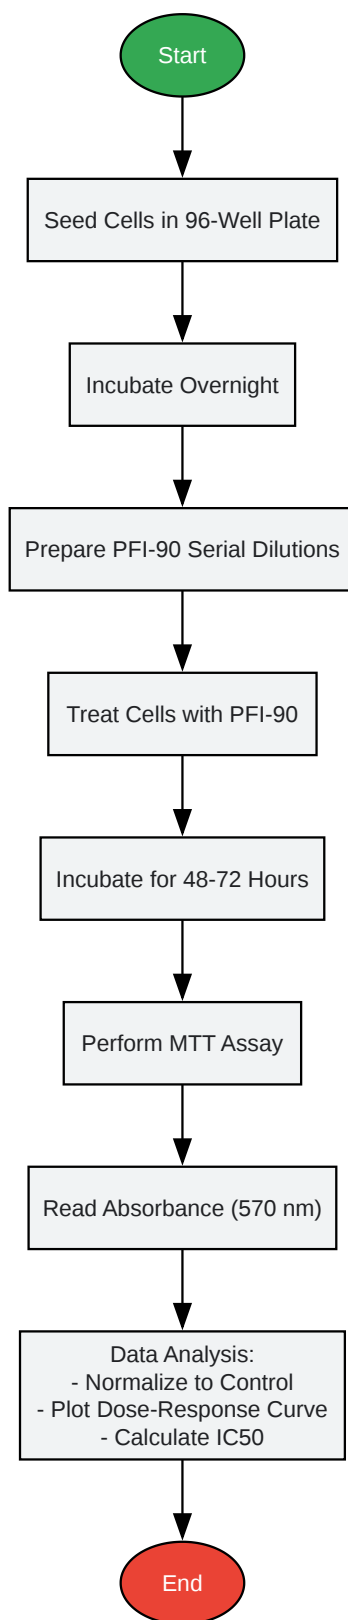 Start
Seed Cells in 96-Well Plate
Incubate Overnight
Prepare PFI-90 Serial Dilutions
Treat Cells with PFI-90
Incubate for 48-72 Hours
Perform MTT Assay
Read Absorbance (570 nm)
Data Analysis:
- Normalize to Control
- Plot Dose-Response Curve
- Calculate IC50
End